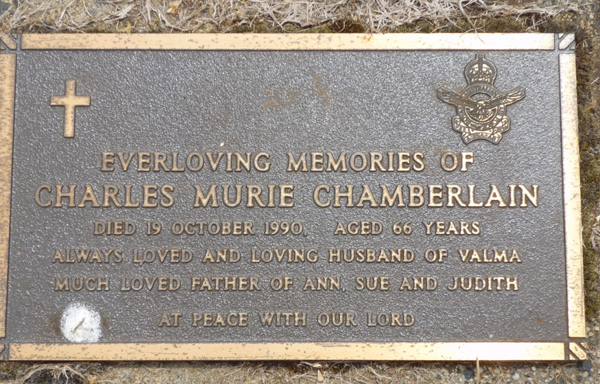 EVERLOVING MEMORIES OF
CHARLES MURIE CHAMBERLAIN
DIED 19 OCTOBER 1990, AGED 66 YEARS
ALWAYS LOVED AND LOVING HUSBAND OF VALMA
MUCH LOVED FATHER OF ANN, SUE AND JUDITH
AT PEACE WITH OUR LORD